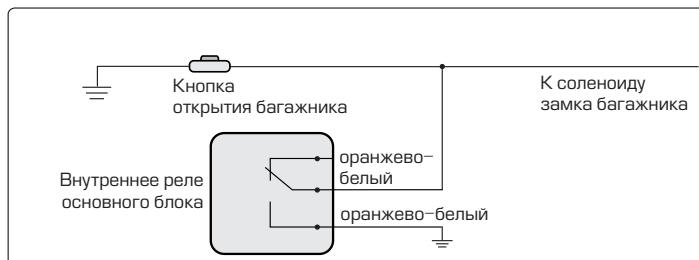 Кнопка
открытия багажника
К соленоиду
замка багажника
Внутреннее реле
основного блока
оранжево–
белый
оранжево–белый